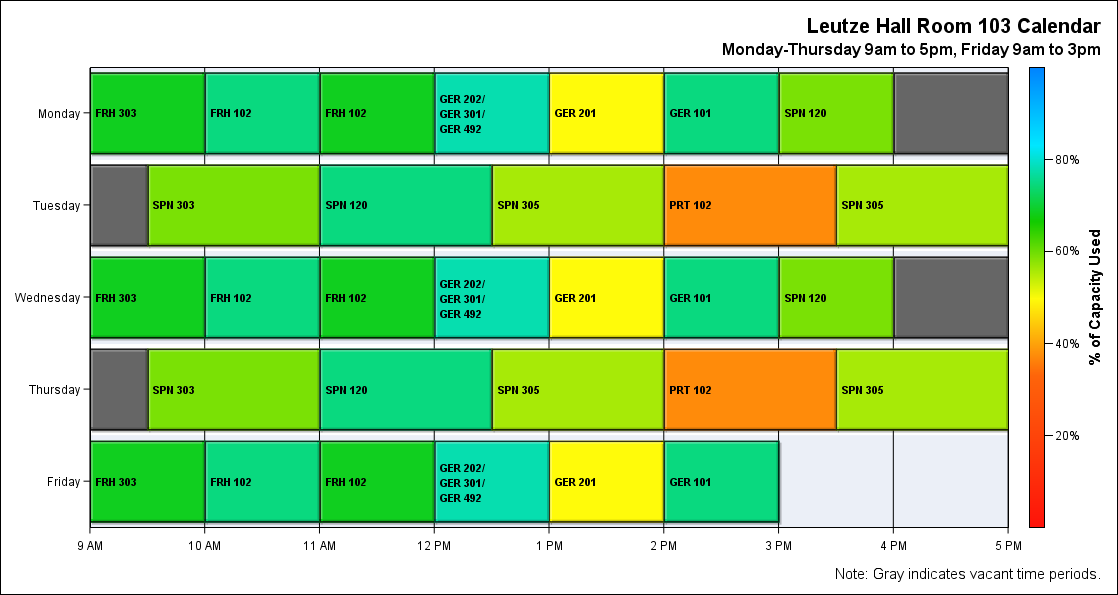 Leutze Hall Room 103 Calendar
Monday-Thursday 9am to 5pm, Friday 9am to 3pm
Monday
FRH 303
FRH 102
FRH 102
GER 202/
GER 301/
GER 492
GER 201
GER 101
SPN 120
Tuesday
SPN 303
SPN 120
SPN 305
PRT 102
SPN 305
Wednesday
FRH 303
FRH 102
FRH 102
GER 202/
GER 301/
GER 492
GER 201
GER 101
SPN 120
Thursday
SPN 303
SPN 120
SPN 305
PRT 102
SPN 305
Friday
FRH 303
FRH 102
FRH 102
GER 202/
GER 301/
GER 492
GER 201
GER 101
9 AM
10 AM
11 AM
12 PM
1 PM
2 PM
3 PM
4 PM
5 PM
80%
60%
40%
20%
% of Capacity Used
Note: Gray indicates vacant time periods.